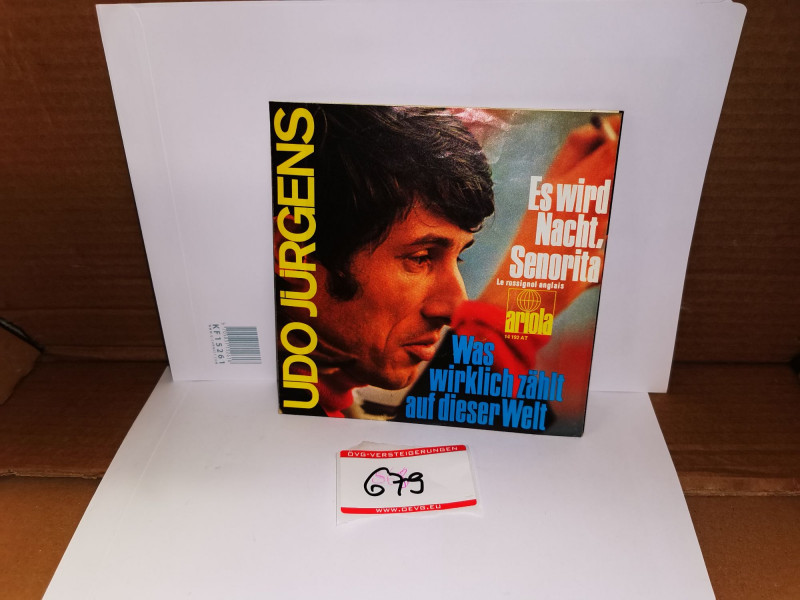 UDO JÜRGENS
Es wird
Nacht,
Senorita
Le rossignol anglais
ariola
Was
wirklich zählt
auf dieser Welt
KF15261
ÖVG-VERSTEIGERUNGEN
679
WWW.OEVG.EU